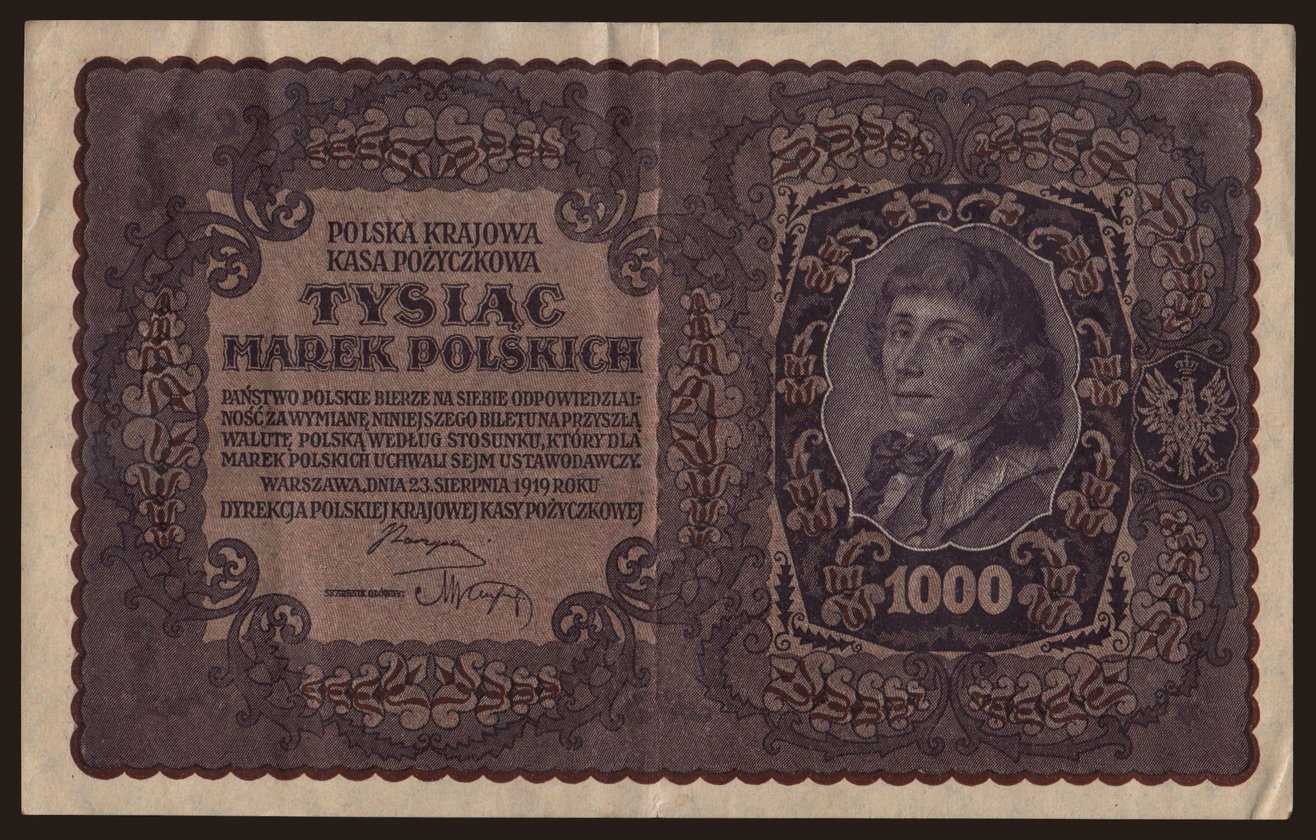 POLSKA KRAJOWA
KASA POŻYCZKOWA
TYSIĄC
MAREK POLSKICH
PAŃSTWO POLSKIE BIERZE NA SIEBIE ODPOWIEDZIAL-
NOŚĆ ZA WYMIANĘ NINIEJSZEGO BILETU NA PRZYSZŁĄ
WALUTĘ POLSKĄ WEDŁUG STOSUNKU, KTÓRY DLA
MAREK POLSKICH UCHWALI SEJM USTAWODAWCZY.
WARSZAWA, DNIA 23. SIERPNIA 1919 ROKU
DYREKCJA POLSKIEJ KRAJOWEJ KASY POŻYCZKOWEJ
SKARBNIK GŁÓWNY:
1000